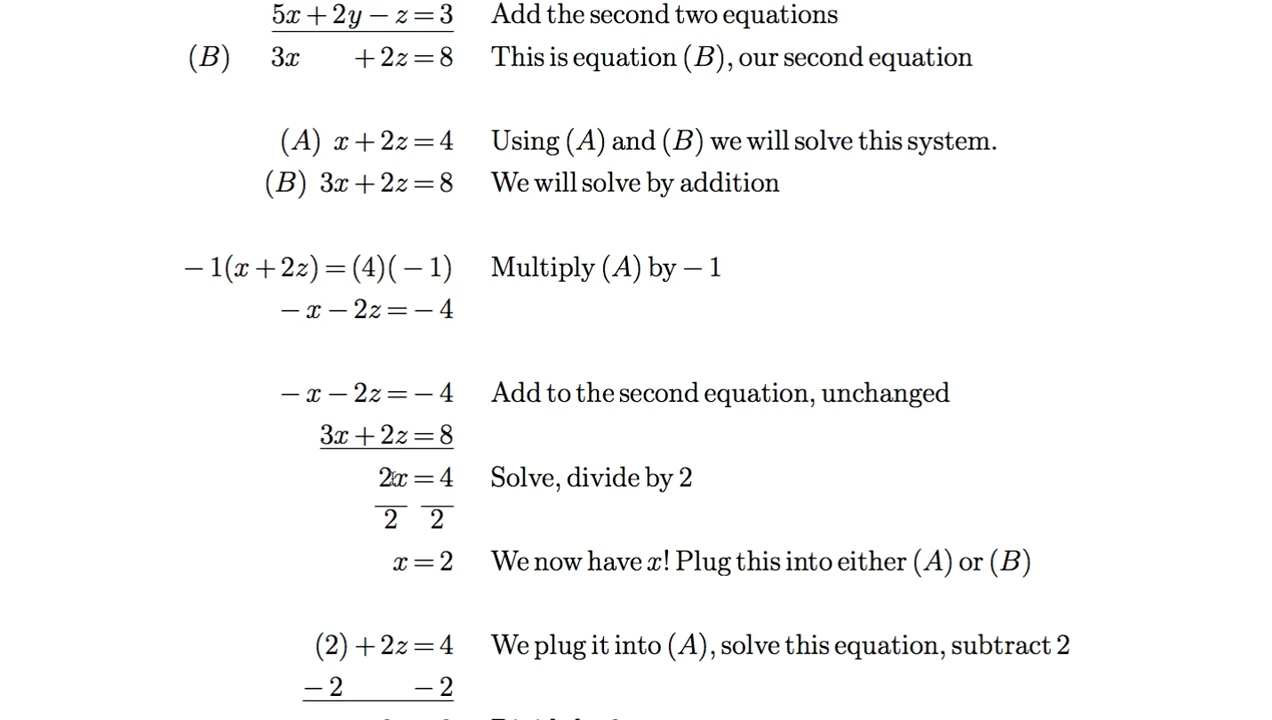 5x + 2y − z = 3 Add the second two equations
(B) 3x + 2z = 8 This is equation (B), our second equation
(A) x + 2z = 4 Using (A) and (B) we will solve this system.
(B) 3x + 2z = 8 We will solve by addition
− 1(x + 2z) = (4)( − 1) Multiply (A) by − 1
− x − 2z = − 4
− x − 2z = − 4 Add to the second equation, unchanged
3x + 2z = 8
2x = 4 Solve, divide by 2
2 2
x = 2 We now have x! Plug this into either (A) or (B)
(2) + 2z = 4 We plug it into (A), solve this equation, subtract 2
− 2 − 2